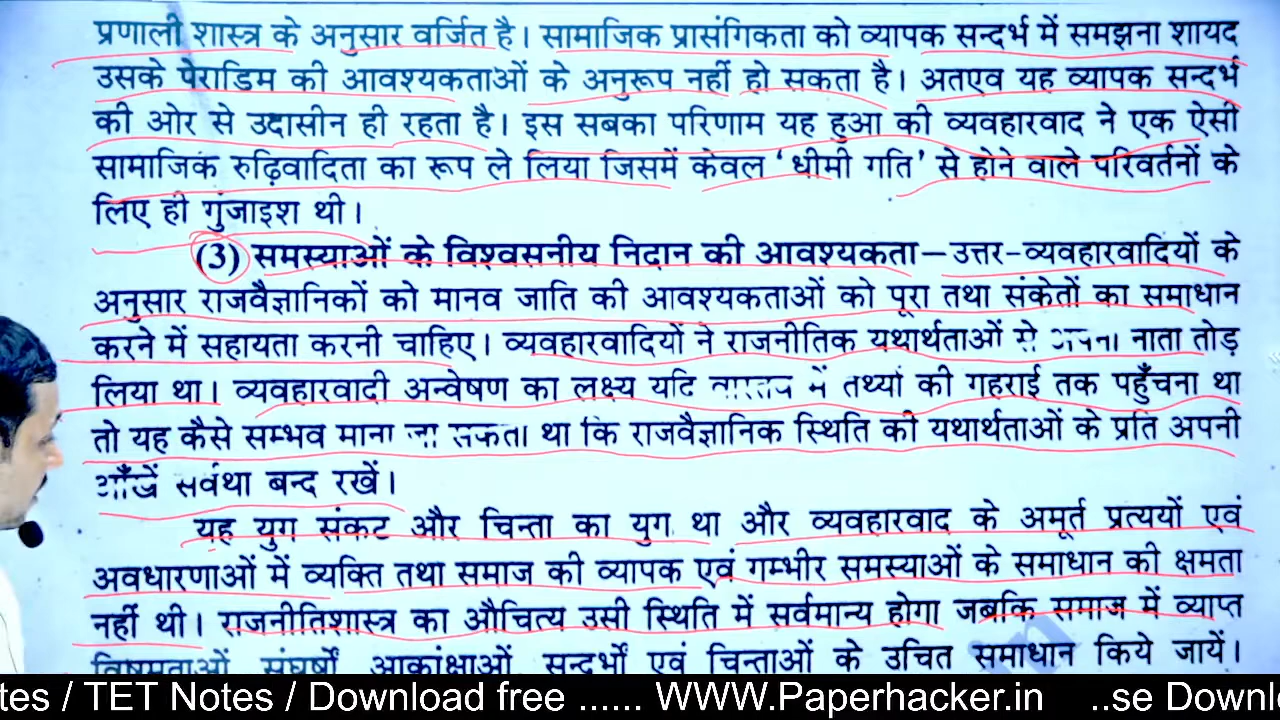 प्रणाली शास्त्र के अनुसार वर्जित है। सामाजिक प्रासंगिकता को व्यापक सन्दर्भ में समझना शायद
उसके पेराडिम की आवश्यकताओं के अनुरूप नहीं हो सकता है। अतएव यह व्यापक सन्दर्भ
की ओर से उदासीन ही रहता है। इस सबका परिणाम यह हुआ की व्यवहारवाद ने एक ऐसी
सामाजिक रुढ़िवादिता का रूप ले लिया जिसमें केवल ‘धीमी गति’ से होने वाले परिवर्तनों के
लिए ही गुंजाइश थी।
(3) समस्याओं के विश्वसनीय निदान की आवश्यकता—उत्तर-व्यवहारवादियों के
अनुसार राजवैज्ञानिकों को मानव जाति की आवश्यकताओं को पूरा तथा संकेतों का समाधान
करने में सहायता करनी चाहिए। व्यवहारवादियों ने राजनीतिक यथार्थताओं से अपना नाता तोड़
लिया था। व्यवहारवादी अन्वेषण का लक्ष्य यदि वास्तव में तथ्यों की गहराई तक पहुँचना था
तो यह कैसे सम्भव माना जा सकता था कि राजवैज्ञानिक स्थिति की यथार्थताओं के प्रति अपनी
आँखें सर्वथा बन्द रखें।
यह युग संकट और चिन्ता का युग था और व्यवहारवाद के अमूर्त प्रत्ययों एवं
अवधारणाओं में व्यक्ति तथा समाज की व्यापक एवं गम्भीर समस्याओं के समाधान की क्षमता
नहीं थी। राजनीतिशास्त्र का औचित्य उसी स्थिति में सर्वमान्य होगा जबकि समाज में व्याप्त
विषमताओं, संघर्षों, आकांक्षाओं, सन्दर्भों एवं चिन्ताओं के उचित समाधान किये जायें।
tes / TET Notes / Download free ...... WWW.Paperhacker.in ..se Downl